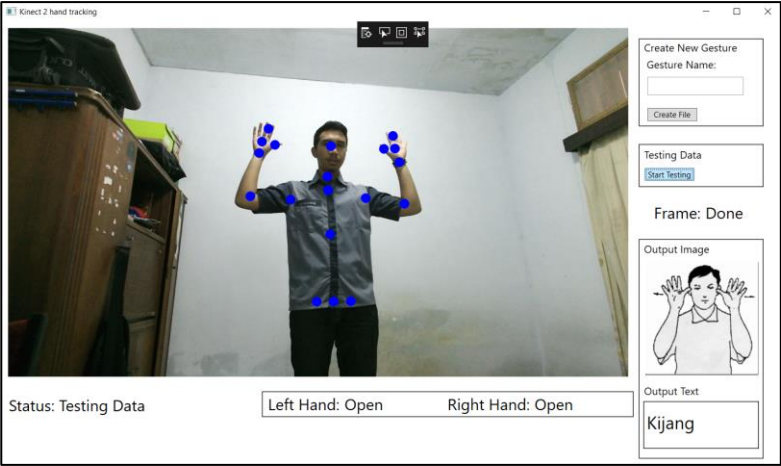 Kinect 2 hand tracking
Create New Gesture
Gesture Name:
Create File
Testing Data
Start Testing
Frame: Done
Output Image
Output Text
Kijang
Status: Testing Data
Left Hand: Open Right Hand: Open